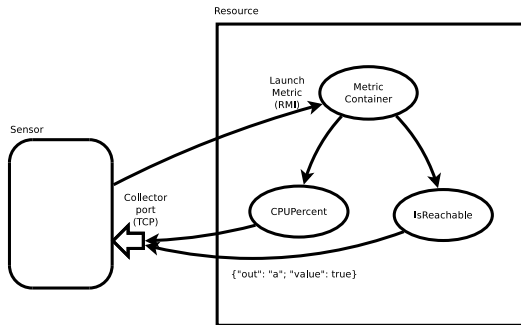 Resource
Launch
Metric
(RMI)
Metric
Container
Sensor
Collector
port
(TCP)
CPUPercent
IsReachable
{"out": "a"; "value": true}